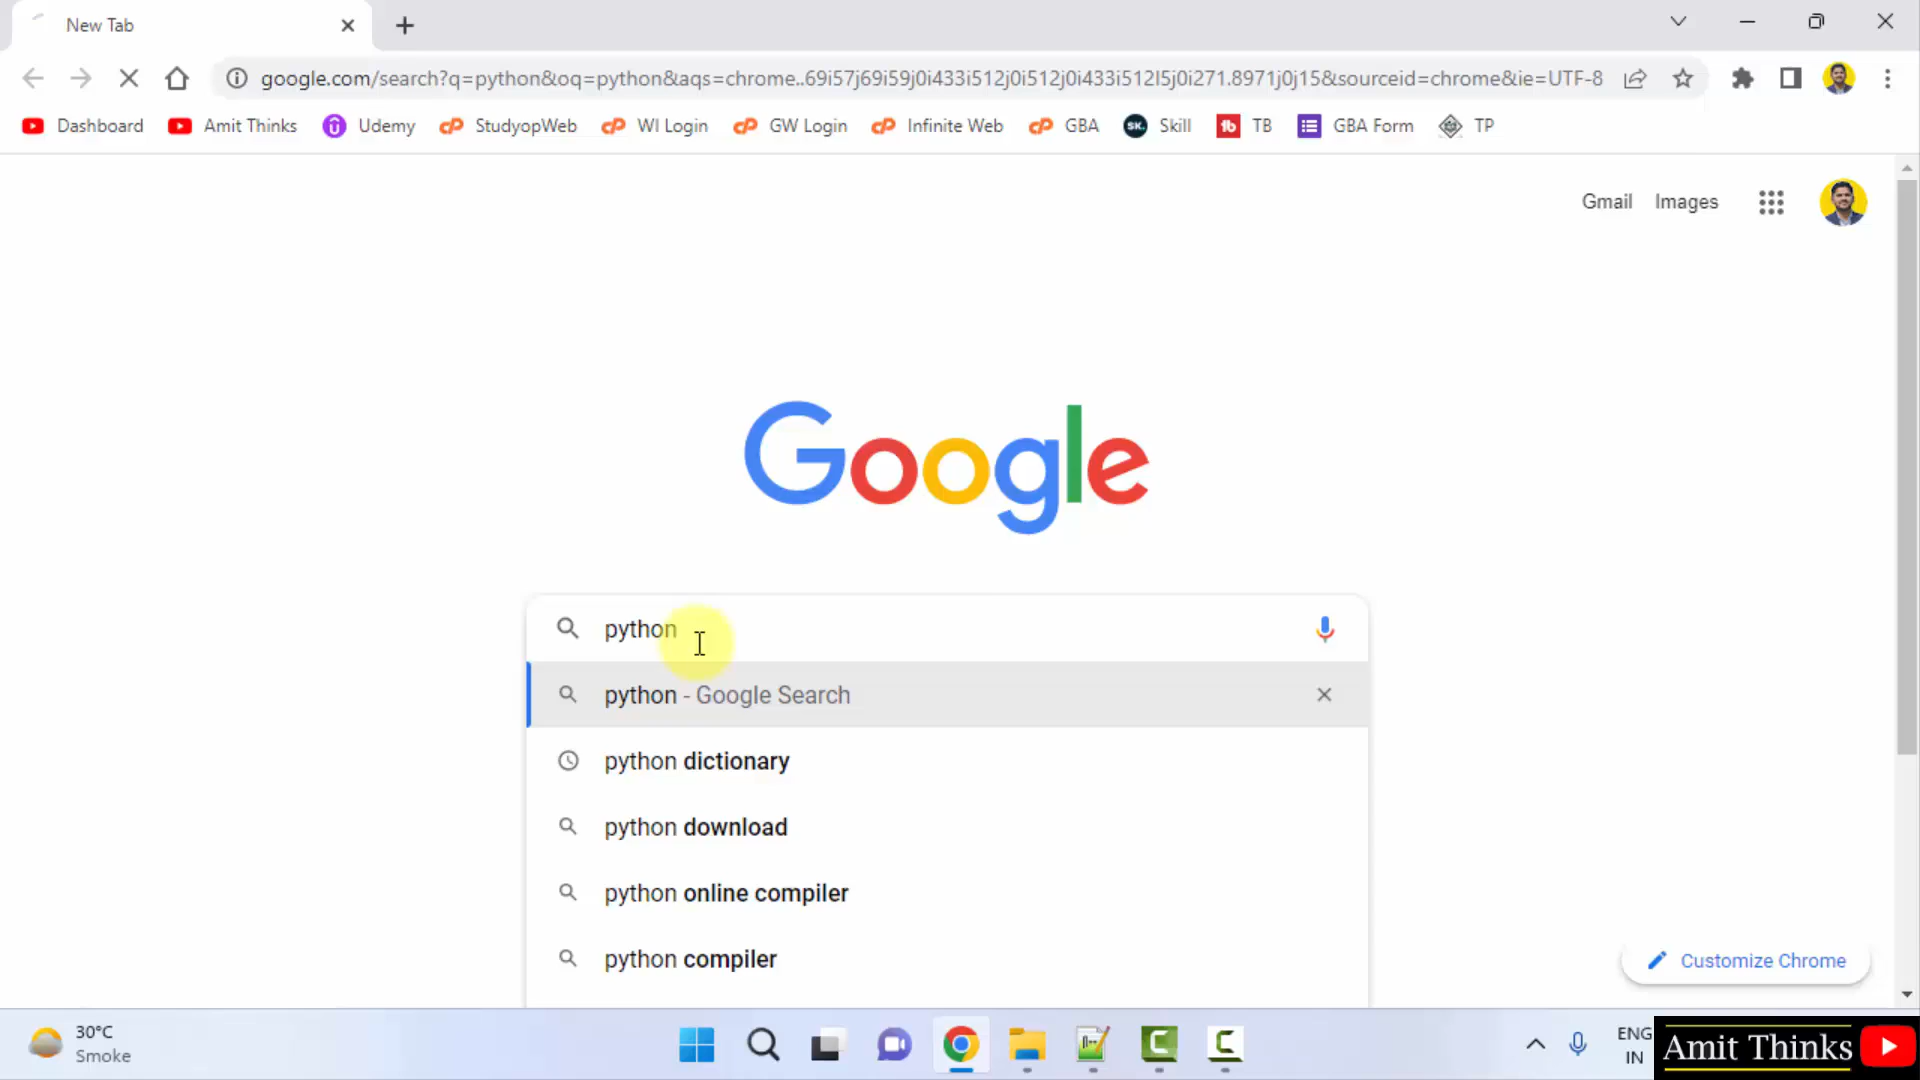 New Tab
google.com/search?q=python&oq=python&aqs=chrome..69i57j69i59j0i433i512j0i512j0i433i512l5j0i271.8971j0j15&sourceid=chrome&ie=UTF-8
Dashboard Amit Thinks Udemy StudyopWeb WI Login GW Login Infinite Web GBA SK. Skill tb TB GBA Form TP
Gmail Images
Google
python
python - Google Search
python dictionary
python download
python online compiler
python compiler
Customize Chrome
30°C
Smoke
ENG
IN
Amit Thinks